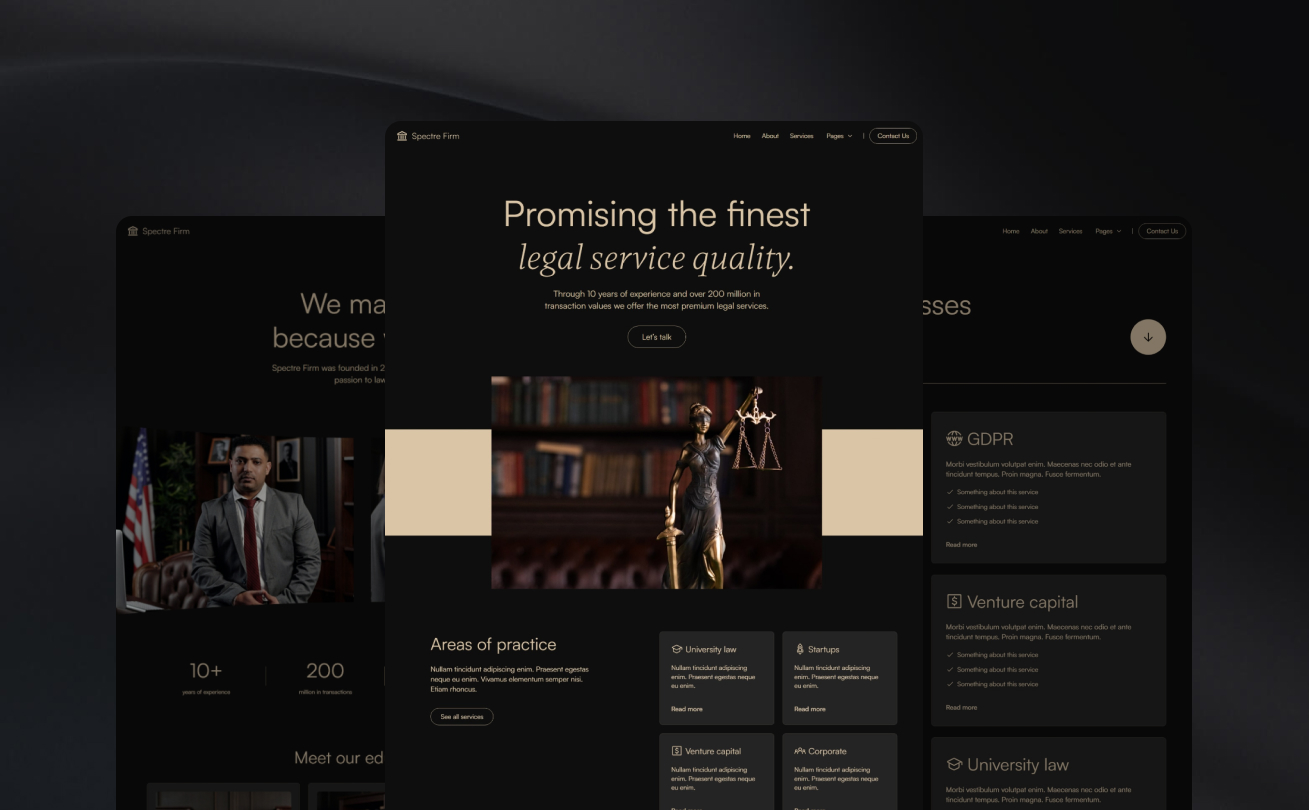 Spectre Firm
Home About Services Pages | Contact Us
Promising the finest
legal service quality.
Through 10 years of experience and over 200 million in
transaction values we offer the most premium legal services.
Let's talk
Areas of practice
Nullam tincidunt adipiscing enim. Praesent egestas
neque eu enim. Vivamus elementum semper nisi.
Etiam rhoncus.
See all services
University law
Nullam tincidunt adipiscing
enim. Praesent egestas neque
eu enim.
Read more
Startups
Nullam tincidunt adipiscing
enim. Praesent egestas neque
eu enim.
Read more
Venture capital
Nullam tincidunt adipiscing
enim. Praesent egestas neque
eu enim.
Corporate
Nullam tincidunt adipiscing
enim. Praesent egestas neque
eu enim.
Spectre Firm
We ma
because
Spectre Firm was founded in 2
passion to law
10+
years of experience
200
million in transactions
Meet our ed
Home About Services Pages | Contact Us
sses
WWW GDPR
Morbi vestibulum volutpat enim. Maecenas nec odio et ante
tincidunt tempus. Proin magna. Fusce fermentum.
Something about this service
Something about this service
Something about this service
Read more
$ Venture capital
Morbi vestibulum volutpat enim. Maecenas nec odio et ante
tincidunt tempus. Proin magna. Fusce fermentum.
Something about this service
Something about this service
Something about this service
Read more
University law
Morbi vestibulum volutpat enim. Maecenas nec odio et ante
tincidunt tempus. Proin magna. Fusce fermentum.